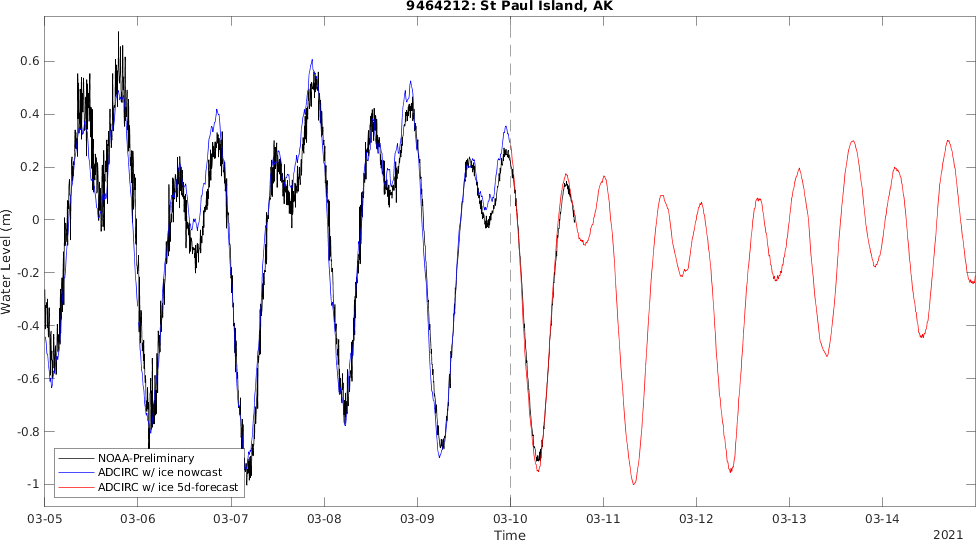 9464212: St Paul Island, AK
Water Level (m)
0.6
0.4
0.2
0
-0.2
-0.4
-0.6
-0.8
-1
NOAA-Preliminary
ADCIRC w/ ice nowcast
ADCIRC w/ ice 5d-forecast
03-05 03-06 03-07 03-08 03-09 03-10 03-11 03-12 03-13 03-14
Time
2021